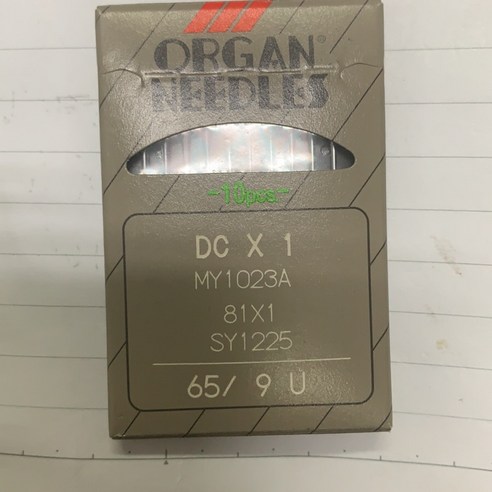 ORGAN®
NEEDLES
-10pcs-
DC X 1
MY1023A
81X1
SY1225
65/ 9 U